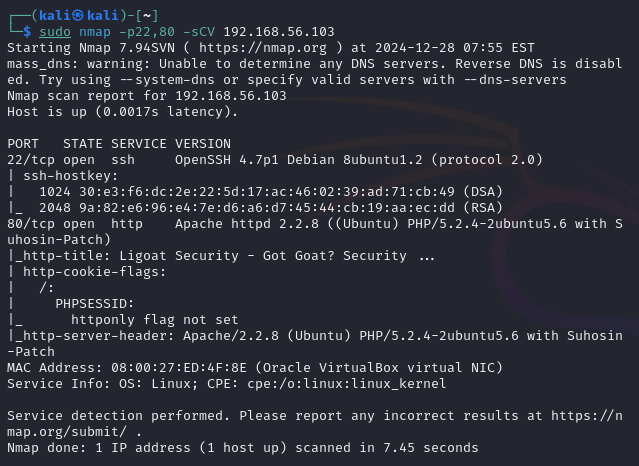 ┌──(kali㉿kali)-[~]
└─$ sudo nmap -p22,80 -sCV 192.168.56.103
Starting Nmap 7.94SVN ( https://nmap.org ) at 2024-12-28 07:55 EST
mass_dns: warning: Unable to determine any DNS servers. Reverse DNS is disabl
ed. Try using --system-dns or specify valid servers with --dns-servers
Nmap scan report for 192.168.56.103
Host is up (0.0017s latency).

PORT   STATE SERVICE VERSION
22/tcp open  ssh     OpenSSH 4.7p1 Debian 8ubuntu1.2 (protocol 2.0)
| ssh-hostkey:
|   1024 30:e3:f6:dc:2e:22:5d:17:ac:46:02:39:ad:71:cb:49 (DSA)
|_  2048 9a:82:e6:96:e4:7e:d6:a6:d7:45:44:cb:19:aa:ec:dd (RSA)
80/tcp open  http    Apache httpd 2.2.8 ((Ubuntu) PHP/5.2.4-2ubuntu5.6 with S
uhosin-Patch)
|_http-title: Ligoat Security - Got Goat? Security ...
| http-cookie-flags:
|   /:
|     PHPSESSID:
|_      httponly flag not set
|_http-server-header: Apache/2.2.8 (Ubuntu) PHP/5.2.4-2ubuntu5.6 with Suhosin
-Patch
MAC Address: 08:00:27:ED:4F:8E (Oracle VirtualBox virtual NIC)
Service Info: OS: Linux; CPE: cpe:/o:linux:linux_kernel

Service detection performed. Please report any incorrect results at https://n
map.org/submit/ .
Nmap done: 1 IP address (1 host up) scanned in 7.45 seconds